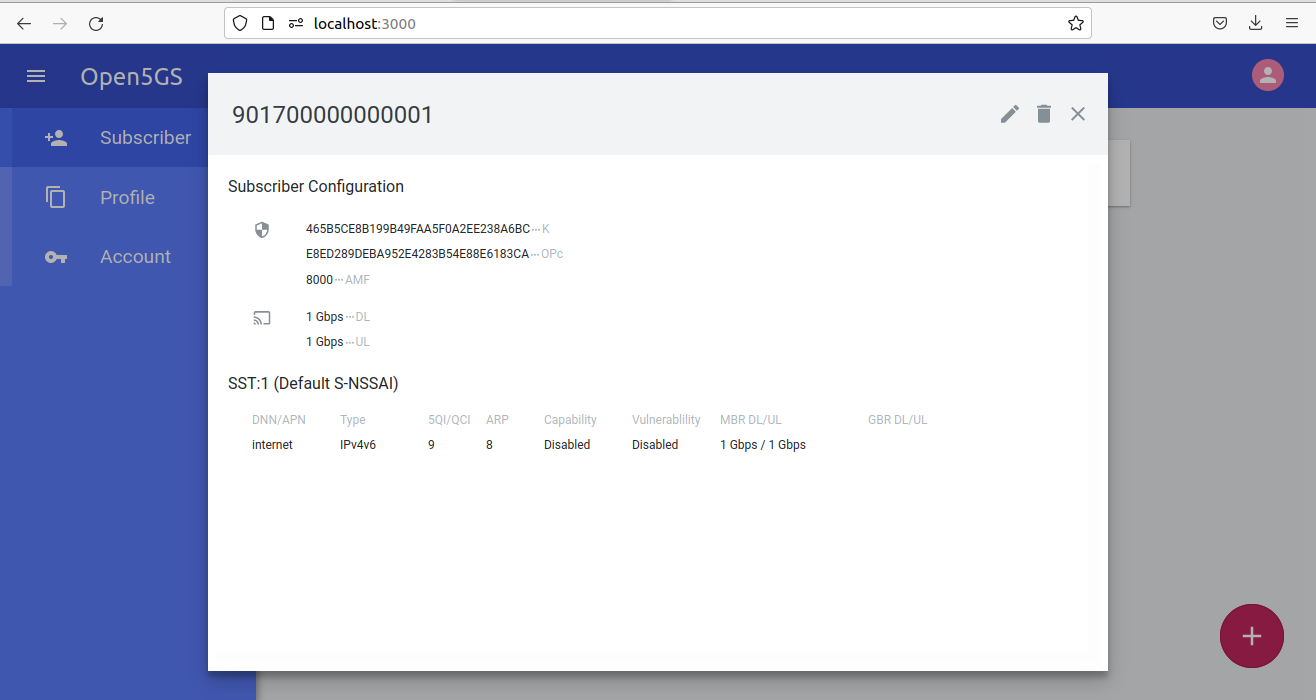 localhost:3000
Open5GS
901700000000001
Subscriber
Profile
Account
Subscriber Configuration
465B5CE8B199B49FAA5F0A2EE238A6BC···K
E8ED289DEBA952E4283B54E88E6183CA···OPc
8000···AMF
1 Gbps···DL
1 Gbps···UL
SST:1 (Default S-NSSAI)
DNN/APN Type 5QI/QCI ARP Capability Vulnerablility MBR DL/UL GBR DL/UL
internet IPv4v6 9 8 Disabled Disabled 1 Gbps / 1 Gbps